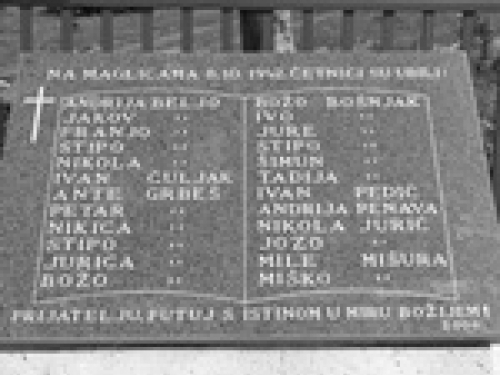 NA MAGLICAMA 8.10.1942. ČETNICI SU UBILI:
ANDRIJA BELJO
JAKOV "
FRANJO "
STIPO "
NIKOLA "
IVAN ČULJAK
ANTE GRBEŠ
PETAR "
NIKICA "
STIPO "
JURICA "
BOŽO "
BOŽO BOŠNJAK
IVO "
JURE "
STIPO "
ŠIMUN "
TADIJA "
IVAN PEDIĆ
ANDRIJA PENAVA
NIKOLA JURIĆ
JOZO "
MILE MIŠURA
MIŠKO "
PRIJATELJU, PUTUJ S ISTINOM U MIRU BOŽIJEM!